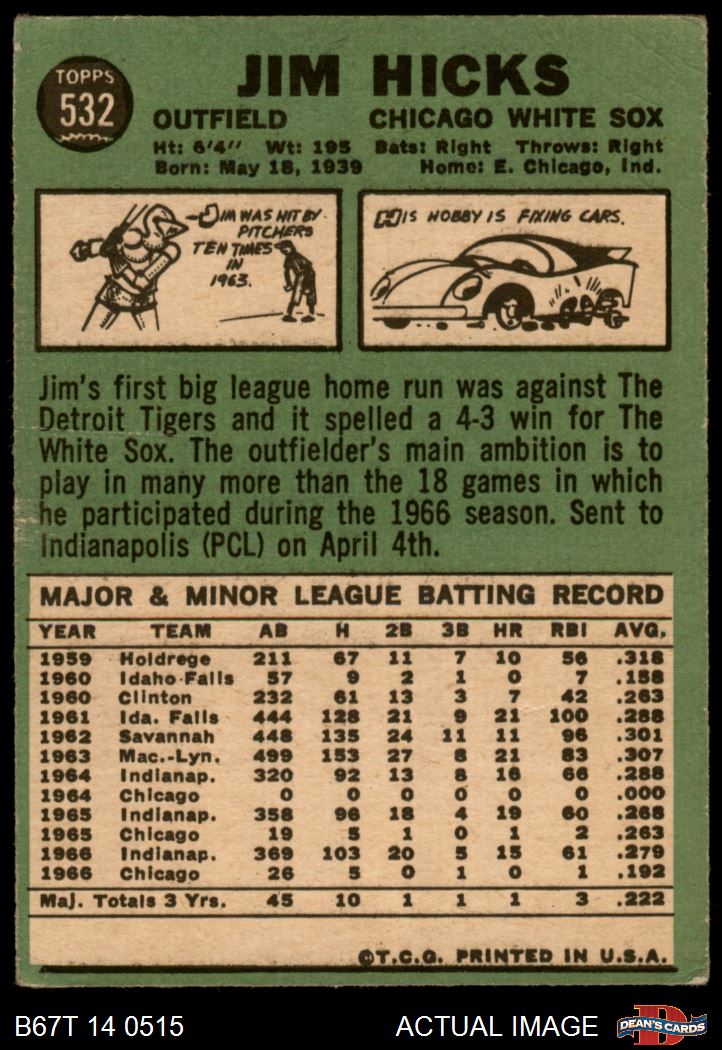 TOPPS
532
JIM HICKS
OUTFIELD CHICAGO WHITE SOX
Ht: 6'4" Wt: 195 Bats: Right Throws: Right
Born: May 18, 1939 Home: E. Chicago, Ind.
JIM WAS HIT BY
PITCHERS
TEN TIMES
IN
1963.
HIS HOBBY IS FIXING CARS.
Jim's first big league home run was against The
Detroit Tigers and it spelled a 4-3 win for The
White Sox. The outfielder's main ambition is to
play in many more than the 18 games in which
he participated during the 1966 season. Sent to
Indianapolis (PCL) on April 4th.
MAJOR & MINOR LEAGUE BATTING RECORD
YEAR TEAM AB H 2B 3B HR RBI AVG.
1959 Holdrege 211 67 11 7 10 56 .318
1960 Idaho Falls 57 9 2 1 0 7 .158
1960 Clinton 232 61 13 3 7 42 .263
1961 Ida. Falls 444 128 21 9 21 100 .288
1962 Savannah 448 135 24 11 11 96 .301
1963 Mac.-Lyn. 499 153 27 8 21 83 .307
1964 Indianap. 320 92 13 8 16 66 .288
1964 Chicago 0 0 0 0 0 0 .000
1965 Indianap. 358 96 18 4 19 60 .268
1965 Chicago 19 5 1 0 1 2 .263
1966 Indianap. 369 103 20 5 15 61 .279
1966 Chicago 26 5 0 1 0 1 .192
Maj. Totals 3 Yrs. 45 10 1 1 1 3 .222
©T.C.G. PRINTED IN U.S.A.
B67T 14 0515 ACTUAL IMAGE D DEAN'S CARDS